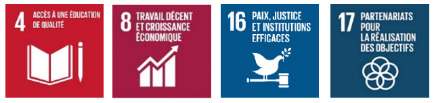 4 ACCÈS À UNE ÉDUCATION
DE QUALITÉ
8 TRAVAIL DÉCENT
ET CROISSANCE
ÉCONOMIQUE
16 PAIX, JUSTICE
ET INSTITUTIONS
EFFICACES
17 PARTENARIATS
POUR
LA RÉALISATION
DES OBJECTIFS